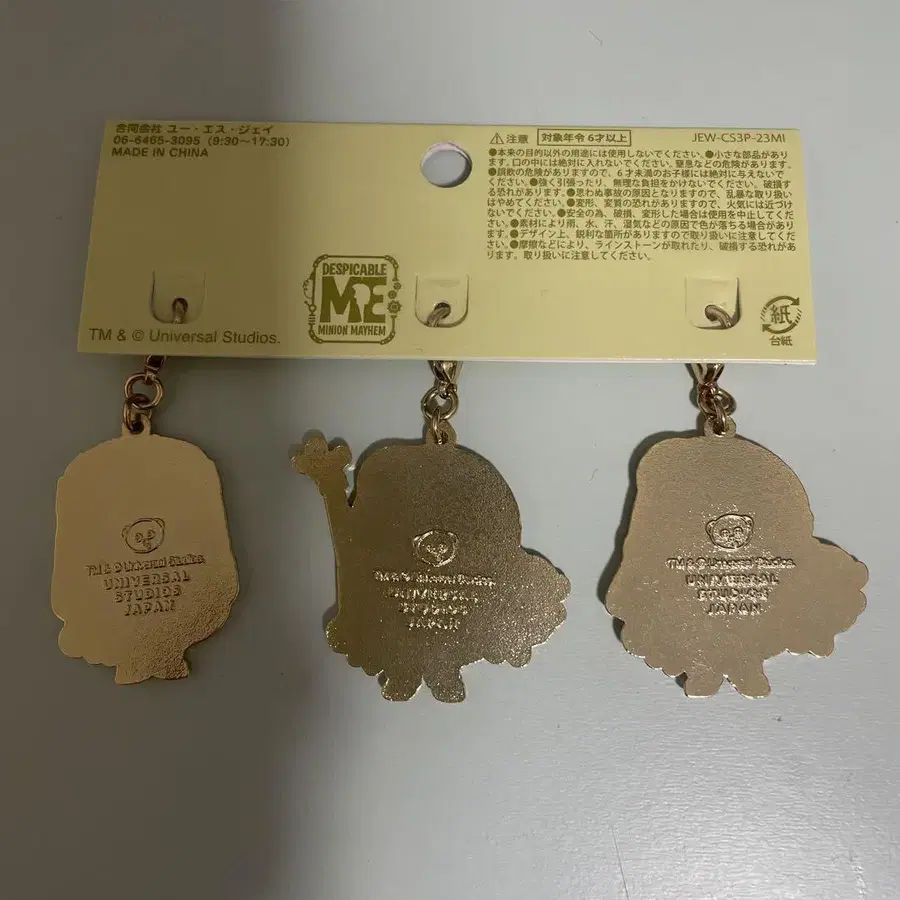 合同会社 ユー・エス・ジェイ
06-6465-3095 (9:30～17:30)
MADE IN CHINA
⚠注意 対象年令 6才以上 JEW-CS3P-23MI
●本来の目的以外の用途には使用しないでください。●小さな部品があり
ます。口の中には絶対に入れないでください。窒息などの危険があります。
●誤飲の危険がありますので、6才未満のお子様には絶対に与えないで
ください。●強く引張ったり、無理な負担をかけないでください。破損す
る恐れがあります。●思わぬ事故の原因となりますので、乱暴な取り扱い
はやめてください。●変形、変質の恐れがありますので、火気には近づけ
ないでください。●安全の為、破損、変形した場合は使用を中止してくだ
さい。●素材により雨、水、汗、湿気などの原因で色が落ちる場合があり
ます。●デザイン上、鋭利な箇所がありますので取り扱いに注意してくだ
さい。●摩擦などにより、ラインストーンが取れたり、破損する恐れがあ
ります。取り扱いに注意してください。
DESPICABLE
ME
MINION MAYHEM
TM & © Universal Studios.
紙
台紙
TM & © Universal Studios.
UNIVERSAL
STUDIOS
JAPAN
TM & © Universal Studios.
UNIVERSAL
STUDIOS
JAPAN
TM & © Universal Studios.
UNIVERSAL
STUDIOS
JAPAN